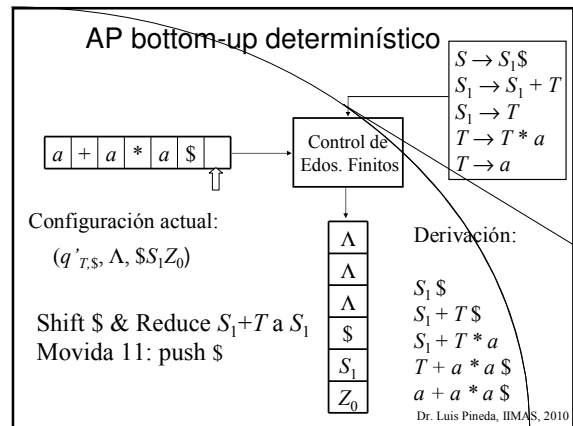 AP bottom-up determinístico
S → S₁$
S₁ → S₁ + T
S₁ → T
T → T * a
T → a
Control de
Edos. Finitos
a + a * a $
Configuración actual:
(q’T,$, Λ, $S₁Z₀)
Shift $ & Reduce S₁+T a S₁
Movida 11: push $
Λ
Λ
Λ
$
S₁
Z₀
Derivación:
S₁ $
S₁ + T $
S₁ + T * a
T + a * a $
a + a * a $
Dr. Luis Pineda, IIMAS, 2010